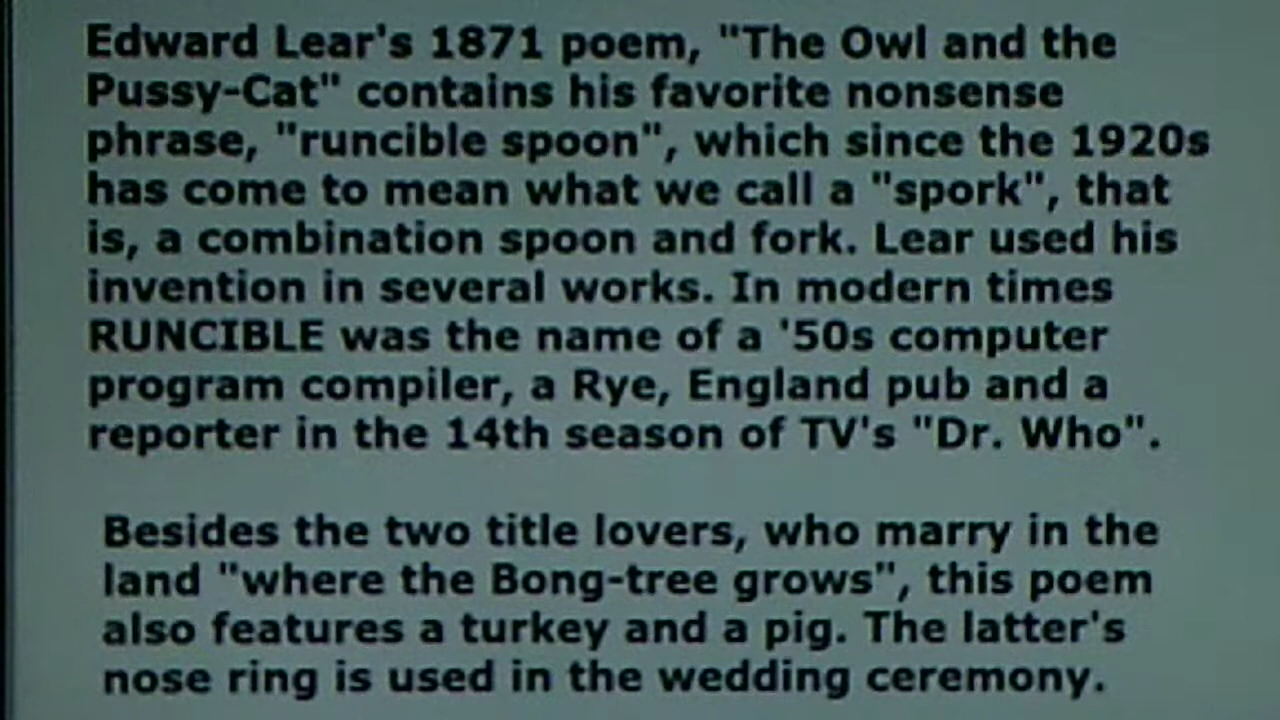 Edward Lear's 1871 poem, "The Owl and the
Pussy-Cat" contains his favorite nonsense
phrase, "runcible spoon", which since the 1920s
has come to mean what we call a "spork", that
is, a combination spoon and fork. Lear used his
invention in several works. In modern times
RUNCIBLE was the name of a '50s computer
program compiler, a Rye, England pub and a
reporter in the 14th season of TV's "Dr. Who".
Besides the two title lovers, who marry in the
land "where the Bong-tree grows", this poem
also features a turkey and a pig. The latter's
nose ring is used in the wedding ceremony.